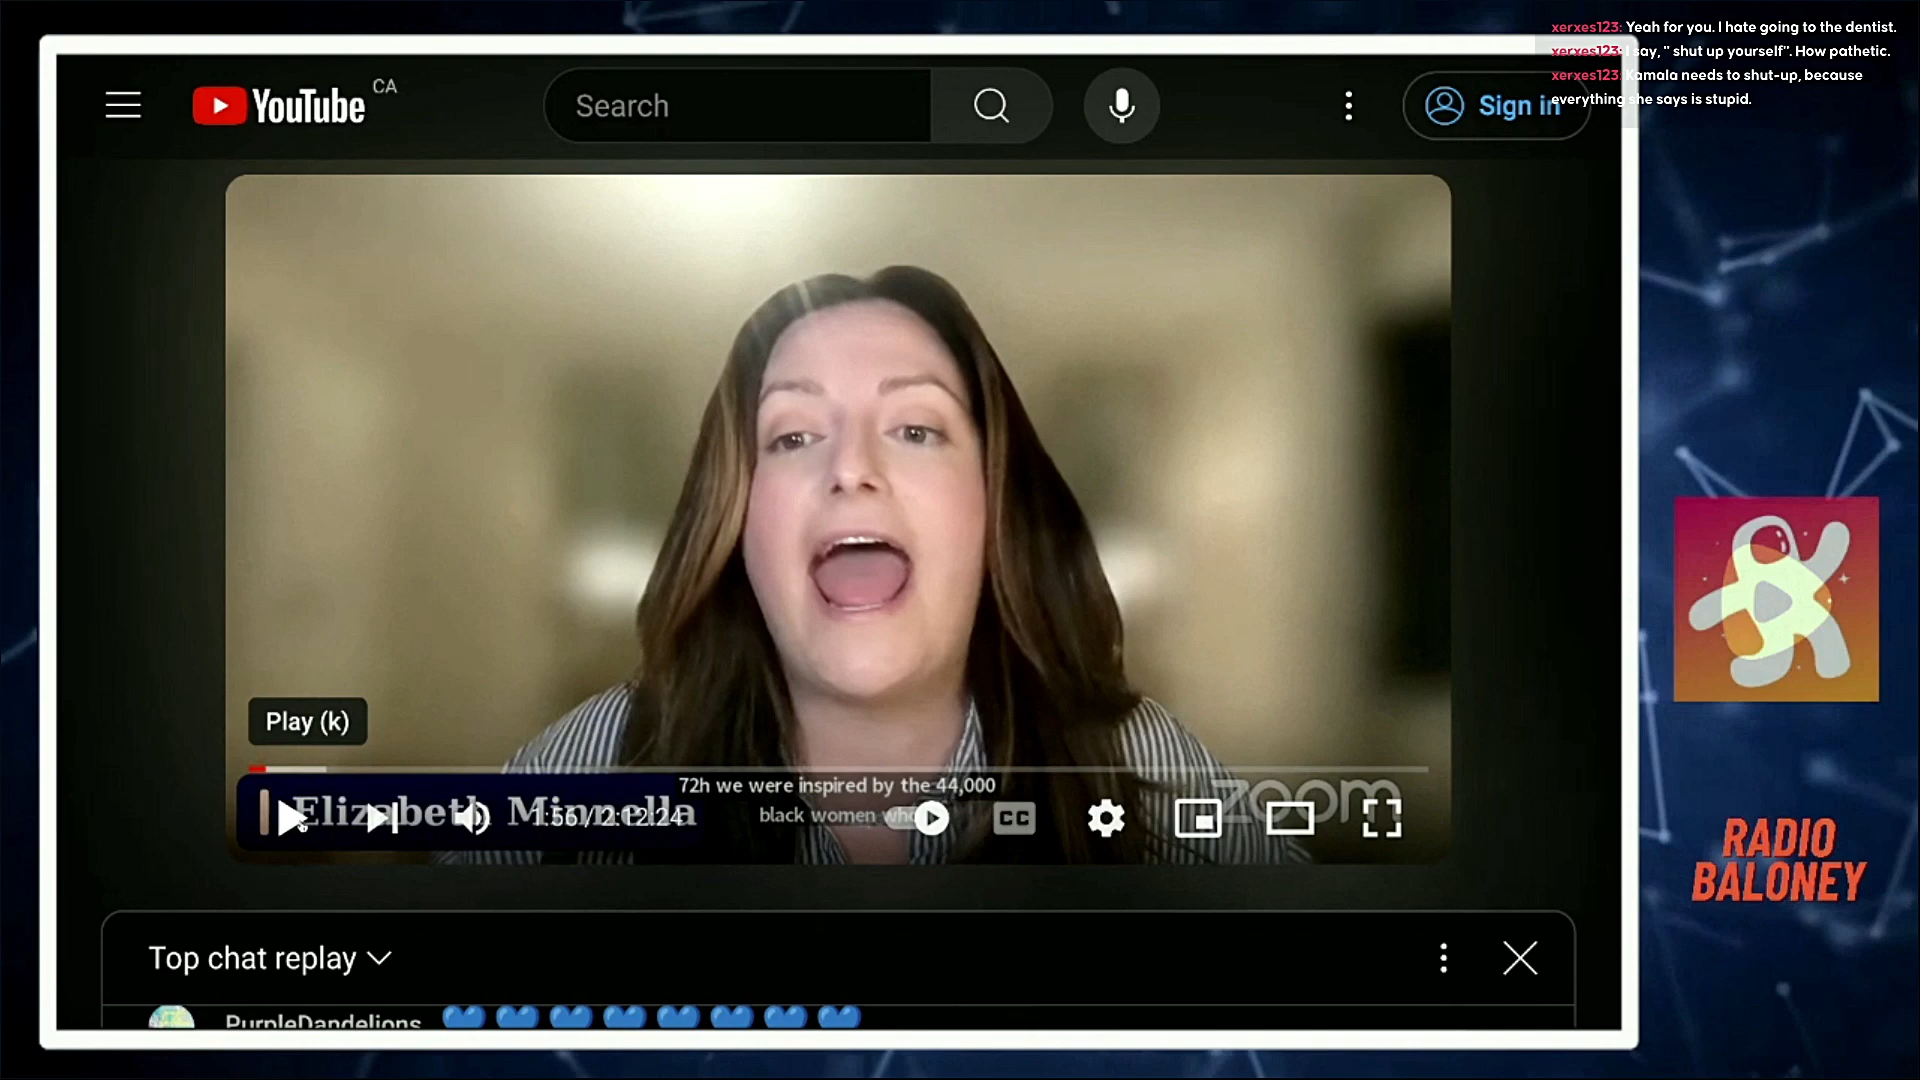 xerxes123: Yeah for you. I hate going to the dentist.
xerxes123: I say, " shut up yourself". How pathetic.
xerxes123: Kamala needs to shut-up, because
everything she says is stupid.
YouTube CA
Search
Sign in
Play (k)
72h we were inspired by the 44,000
black women who
Elizabeth Minnella
1:56 / 2:12:24
CC
zoom
RADIO
BALONEY
Top chat replay
PurpleDandelions 💙💙💙💙💙💙💙💙